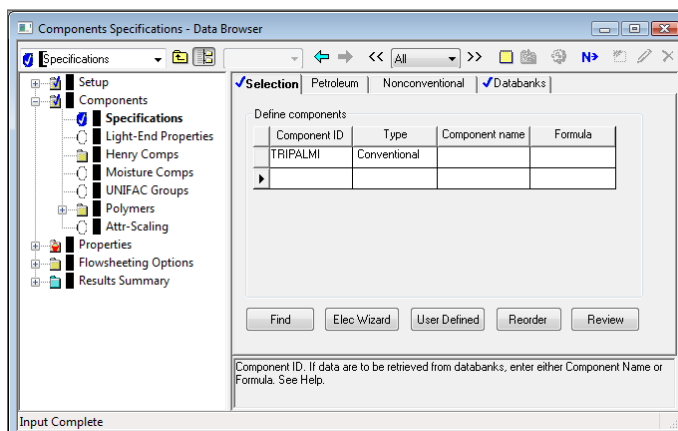 Components Specifications - Data Browser
Specifications
<< All >>
N>
Setup
Components
Specifications
Light-End Properties
Henry Comps
Moisture Comps
UNIFAC Groups
Polymers
Attr-Scaling
Properties
Flowsheeting Options
Results Summary
Selection Petroleum Nonconventional Databanks
Define components
Component ID Type Component name Formula
TRIPALMI Conventional
Find Elec Wizard User Defined Reorder Review
Component ID. If data are to be retrieved from databanks, enter either Component Name or
Formula. See Help.
Input Complete